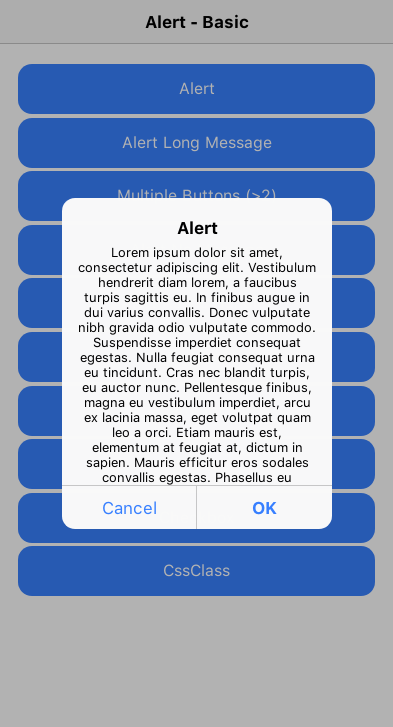 Alert - Basic
Alert
Alert Long Message
Multiple Buttons (>2)
Alert
Lorem ipsum dolor sit amet,
consectetur adipiscing elit. Vestibulum
hendrerit diam lorem, a faucibus
turpis sagittis eu. In finibus augue in
dui varius convallis. Donec vulputate
nibh gravida odio vulputate commodo.
Suspendisse imperdiet consequat
egestas. Nulla feugiat consequat urna
eu tincidunt. Cras nec blandit turpis,
eu auctor nunc. Pellentesque finibus,
magna eu vestibulum imperdiet, arcu
ex lacinia massa, eget volutpat quam
leo a orci. Etiam mauris est,
elementum at feugiat at, dictum in
sapien. Mauris efficitur eros sodales
convallis egestas. Phasellus eu
Cancel
OK
CssClass